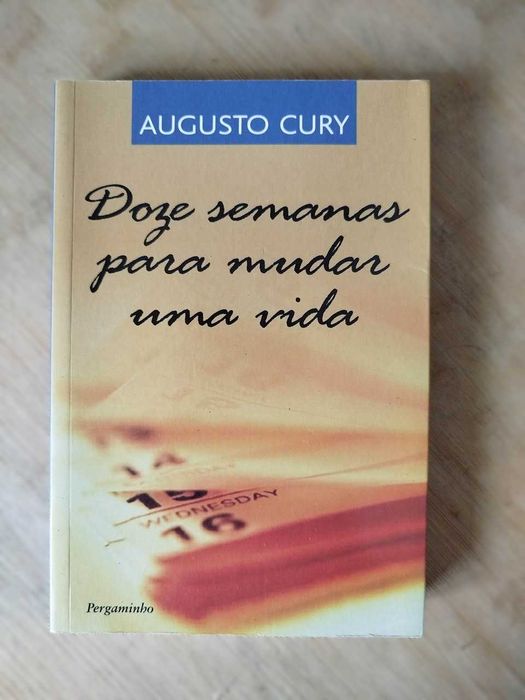 AUGUSTO CURY
Doze semanas
para mudar
uma vida
14
15
WEDNESDAY
16
Pergaminho